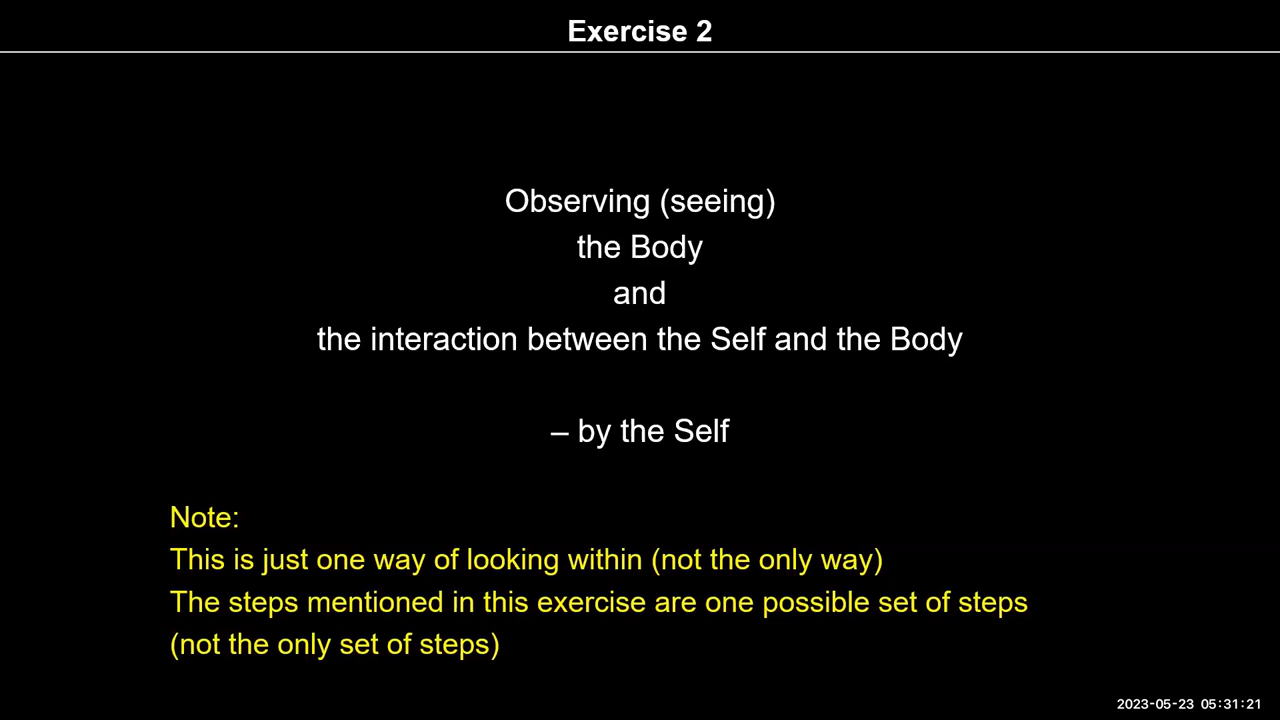 Exercise 2
Observing (seeing)
the Body
and
the interaction between the Self and the Body
– by the Self
Note:
This is just one way of looking within (not the only way)
The steps mentioned in this exercise are one possible set of steps
(not the only set of steps)
2023-05-23 05:31:21